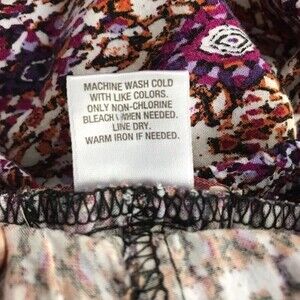 MACHINE WASH COLD
WITH LIKE COLORS.
ONLY NON-CHLORINE
BLEACH WHEN NEEDED.
LINE DRY.
WARM IRON IF NEEDED.